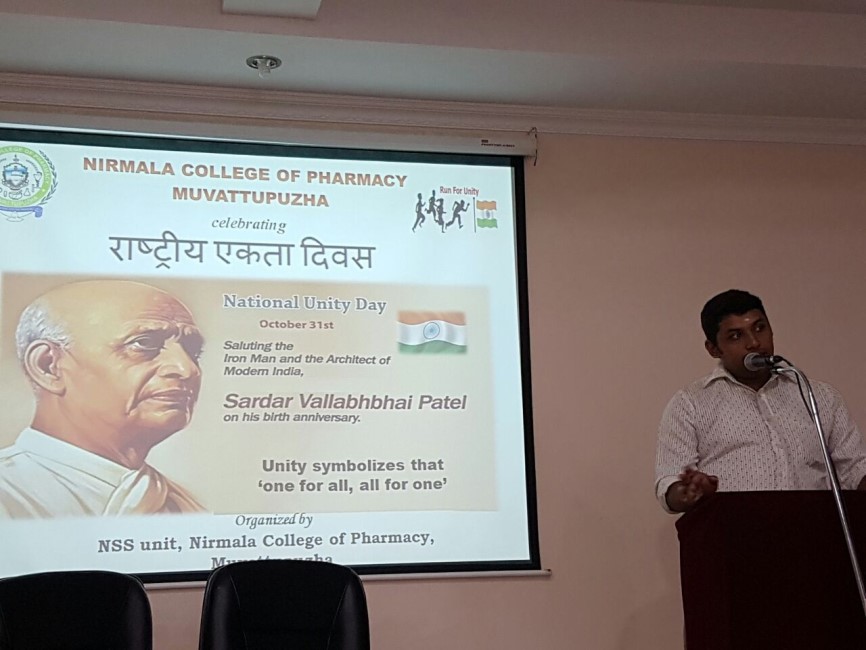 NIRMALA COLLEGE OF PHARMACY
MUVATTUPUZHA
Run For Unity
celebrating
राष्ट्रीय एकता दिवस
National Unity Day
October 31st
Saluting the
Iron Man and the Architect of
Modern India,
Sardar Vallabhbhai Patel
on his birth anniversary.
Unity symbolizes that
‘one for all, all for one’
Organized by
NSS unit, Nirmala College of Pharmacy,
Muvattupuzha